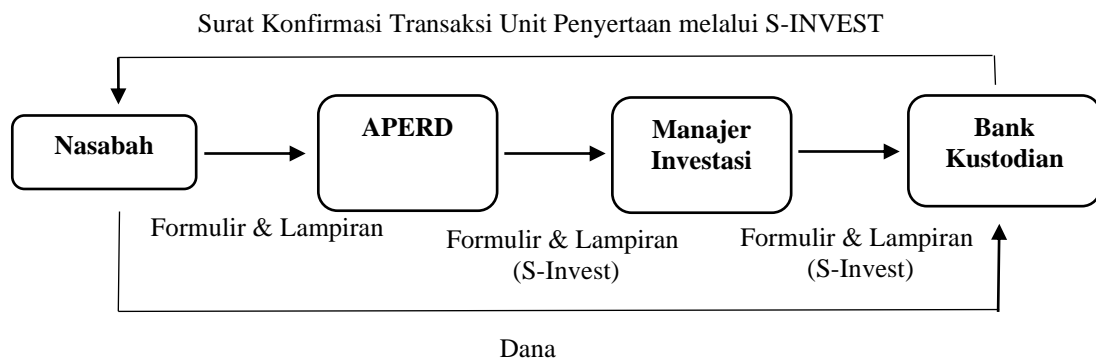 Surat Konfirmasi Transaksi Unit Penyertaan melalui S-INVEST
Nasabah
APERD
Manajer
Investasi
Bank
Kustodian
Formulir & Lampiran
Formulir & Lampiran
(S-Invest)
Formulir & Lampiran
(S-Invest)
Dana